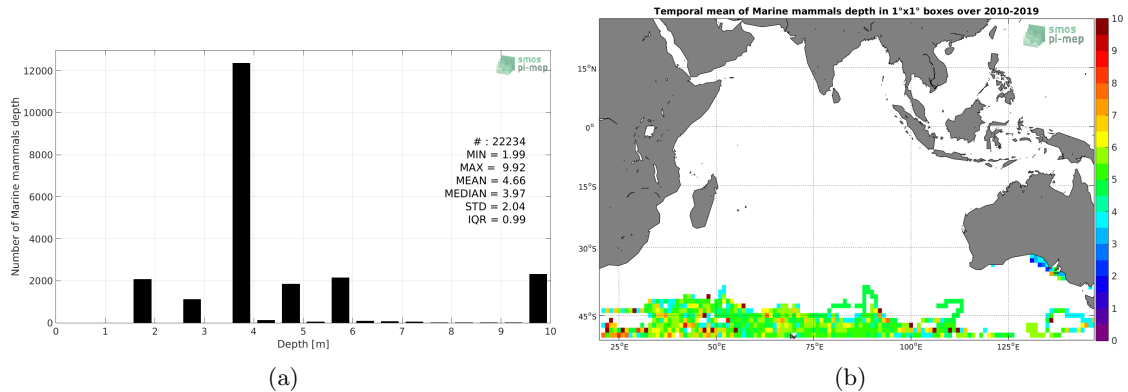 Number of Marine mammals depth
12000
10000
8000
6000
4000
2000
0
0 1 2 3 4 5 6 7 8 9 10
Depth [m]
smos
pi-mep
# : 22234
MIN = 1.99
MAX = 9.92
MEAN = 4.66
MEDIAN = 3.97
STD = 2.04
IQR = 0.99
(a)
Temporal mean of Marine mammals depth in 1°x1° boxes over 2010-2019
smos
pi-mep
15°N
0°
15°S
30°S
45°S
25°E 50°E 75°E 100°E 125°E
10
9
8
7
6
5
4
3
2
1
0
(b)